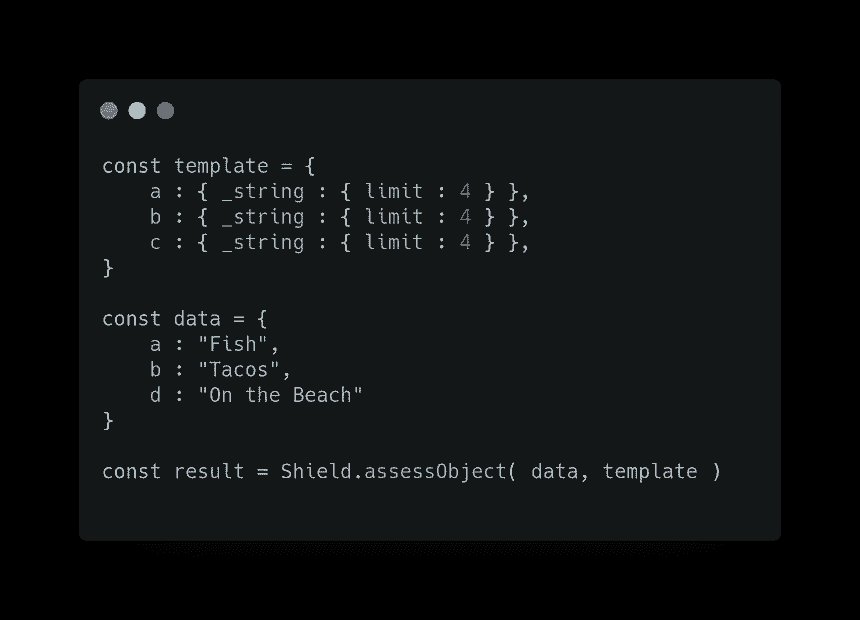 const template = {
    a : { _string : { limit : 4 } },
    b : { _string : { limit : 4 } },
    c : { _string : { limit : 4 } },
}
const data = {
    a : "Fish",
    b : "Tacos",
    d : "On the Beach"
}
const result = Shield.assessObject( data, template )